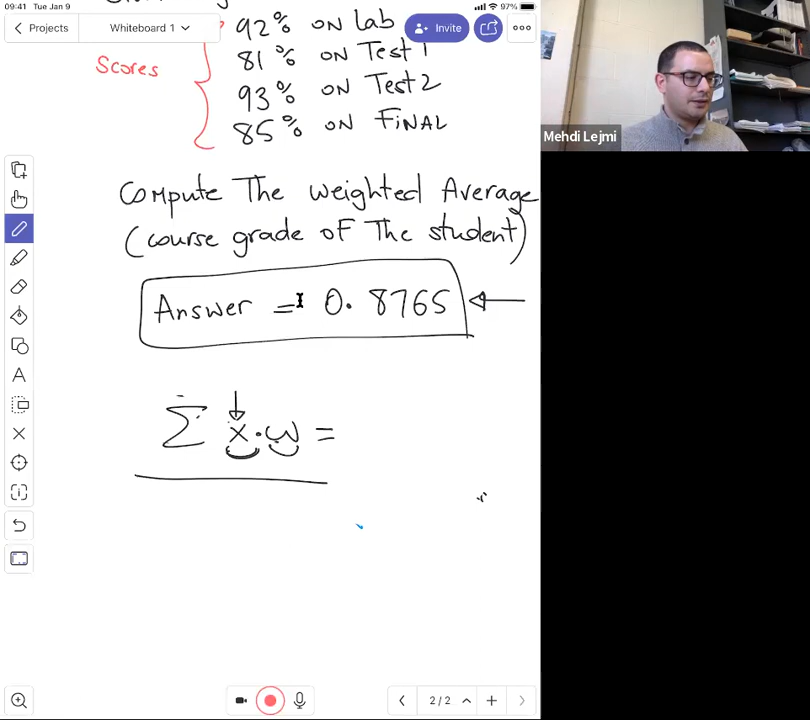 09:41 Tue Jan 9
97%
Projects
Whiteboard 1
Invite
92% ON Lab
81% ON Test 1
Scores
93% ON Test 2
85% ON FINAL
Mehdi Lejmi
Compute The weighted Average
(course grade of The student)
Answer = 0.8765
Σ x·w =
2/2